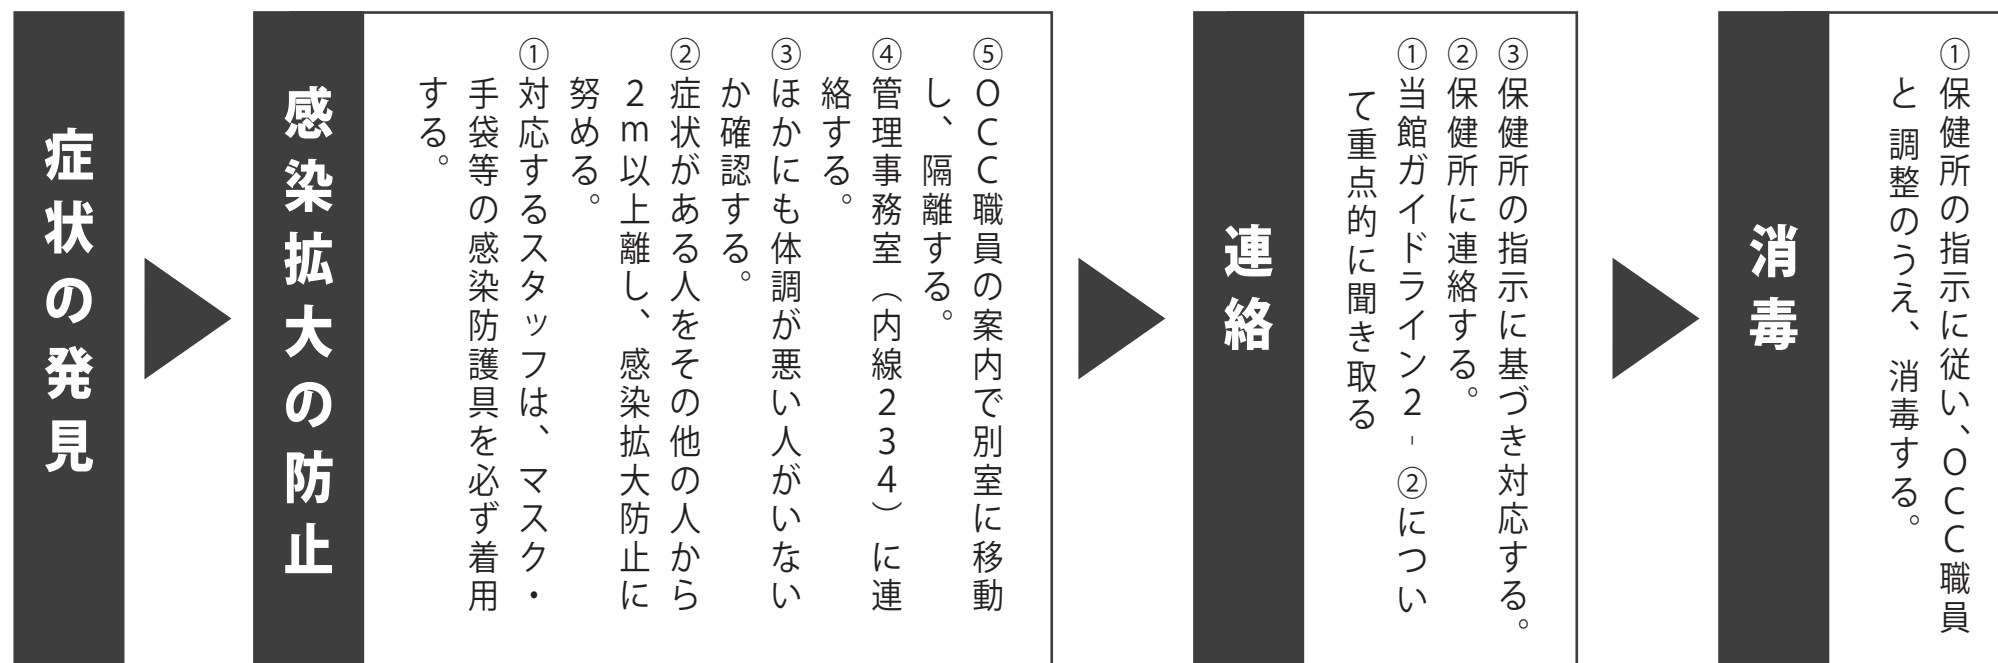 症状の発見
感染拡大の防止
⑤ＯＣＣ職員の案内で別室に移動
し、隔離する。
④管理事務室（内線２３４）に連
絡する。
③ほかにも体調が悪い人がいない
か確認する。
②症状がある人をその他の人から
２ｍ以上離し、感染拡大防止に
努める。
①対応するスタッフは、マスク・
手袋等の感染防護具を必ず着用
する。
連絡
③保健所の指示に基づき対応する。
②保健所に連絡する。
①当館ガイドライン２-②につい
て重点的に聞き取る
消毒
①保健所の指示に従い、ＯＣＣ職員
と 調整のうえ、消毒する。